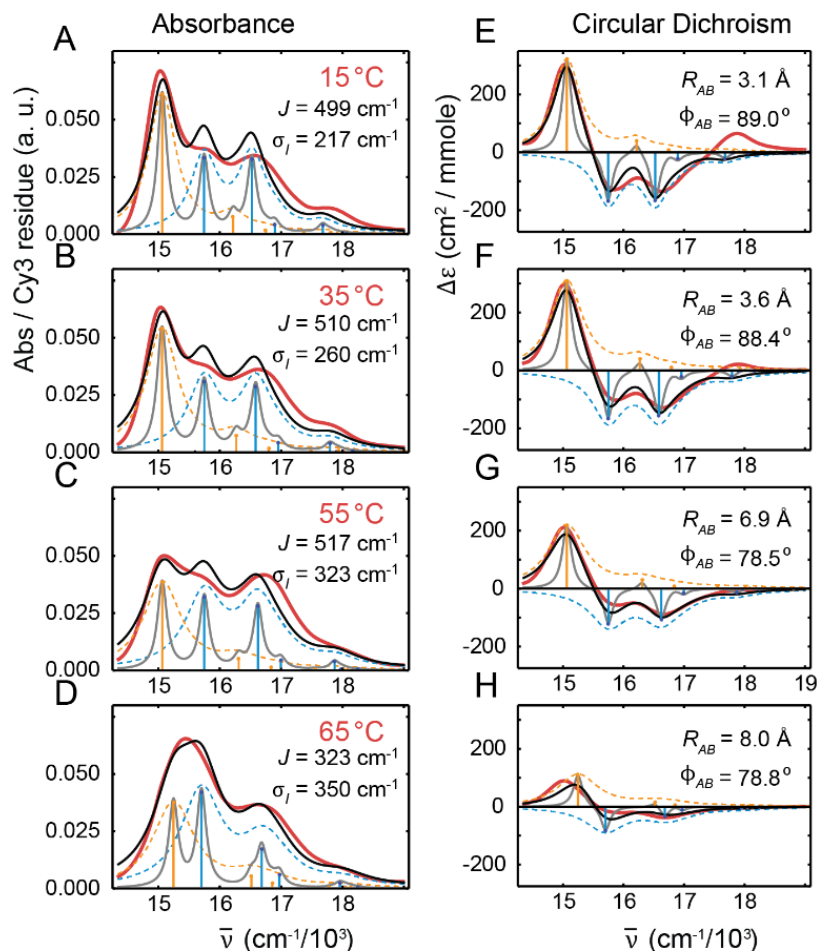 Absorbance
Circular Dichroism
A
15 °C
J = 499 cm⁻¹
σ_I = 217 cm⁻¹
0.050
0.025
0.000
15 16 17 18
B
35 °C
J = 510 cm⁻¹
σ_I = 260 cm⁻¹
0.050
0.025
0.000
15 16 17 18
C
55 °C
J = 517 cm⁻¹
σ_I = 323 cm⁻¹
0.050
0.025
0.000
15 16 17 18
D
65 °C
J = 323 cm⁻¹
σ_I = 350 cm⁻¹
0.050
0.025
0.000
15 16 17 18
Abs / Cy3 residue (a. u.)
ν̅ (cm⁻¹/10³)
E
R_AB = 3.1 Å
ϕ_AB = 89.0°
200
0
-200
15 16 17 18
F
R_AB = 3.6 Å
ϕ_AB = 88.4°
200
0
-200
15 16 17 18
G
R_AB = 6.9 Å
ϕ_AB = 78.5°
200
0
-200
15 16 17 18 19
H
R_AB = 8.0 Å
ϕ_AB = 78.8°
200
0
-200
15 16 17 18
Δε (cm² / mmole)
ν̅ (cm⁻¹/10³)